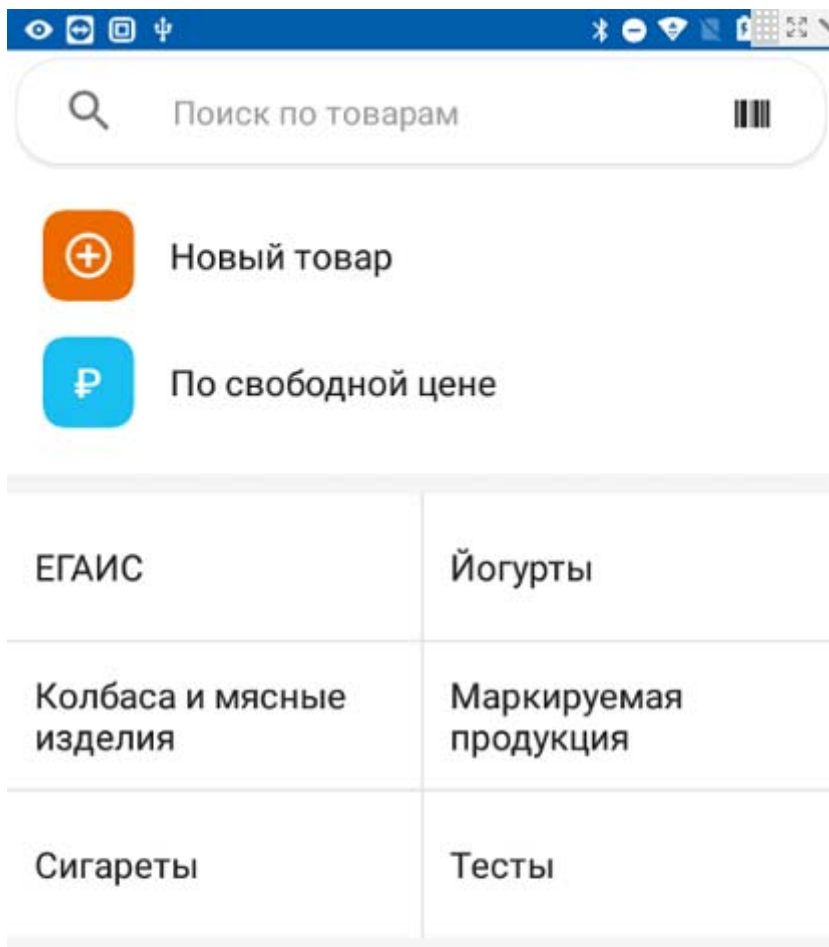 Поиск по товарам
Новый товар
По свободной цене
ЕГАИС
Йогурты
Колбаса и мясные
изделия
Маркируемая
продукция
Сигареты
Тесты